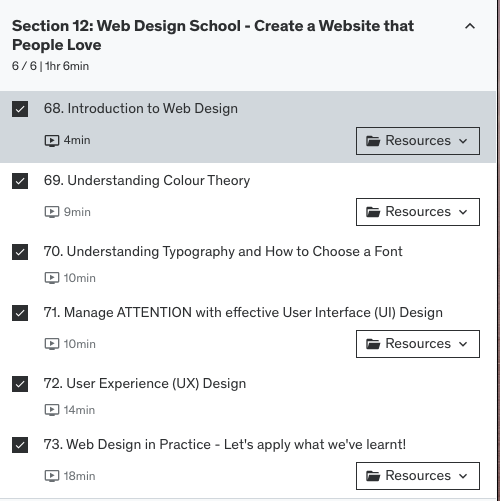 Section 12: Web Design School - Create a Website that
People Love
6 / 6 | 1hr 6min
68. Introduction to Web Design
4min
Resources
69. Understanding Colour Theory
9min
Resources
70. Understanding Typography and How to Choose a Font
10min
71. Manage ATTENTION with effective User Interface (UI) Design
10min
Resources
72. User Experience (UX) Design
14min
73. Web Design in Practice - Let's apply what we've learnt!
18min
Resources